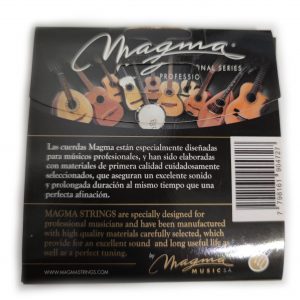 Magma®
PROFESSIO NAL SERIES
Las cuerdas Magma están especialmente diseñadas
para músicos profesionales, y han sido elaboradas
con materiales de primera calidad cuidadosamente
seleccionados, que aseguran un excelente sonido
y prolongada duración al mismo tiempo que una
perfecta afinación.
MAGMA STRINGS are specially designed for
professional musicians and have been manufactured
with high quality materials carefully selected, which
provide for an excellent sound and long useful life as
well as a perfect tuning.
by Magma
MUSIC S.A.
WWW.MAGMASTRINGS.COM